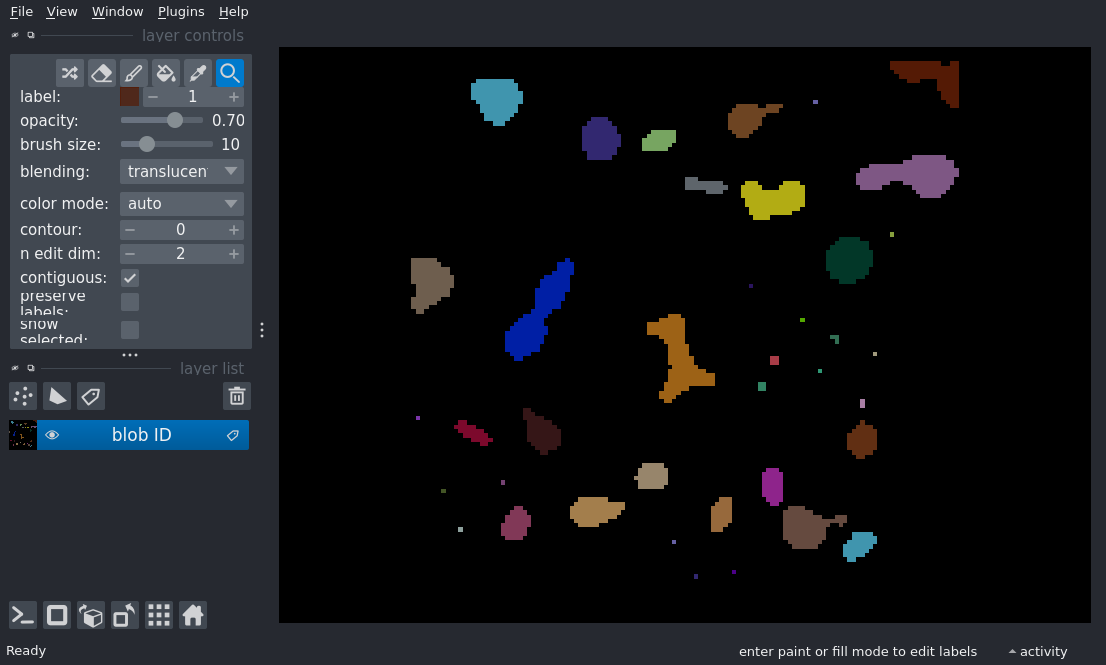 File View Window Plugins Help
layer controls
label: 1
opacity: 0.70
brush size: 10
blending: translucen
color mode: auto
contour: 0
n edit dim: 2
contiguous:
preserve
labels:
show
selected:
layer list
blob ID
Ready
enter paint or fill mode to edit labels
activity